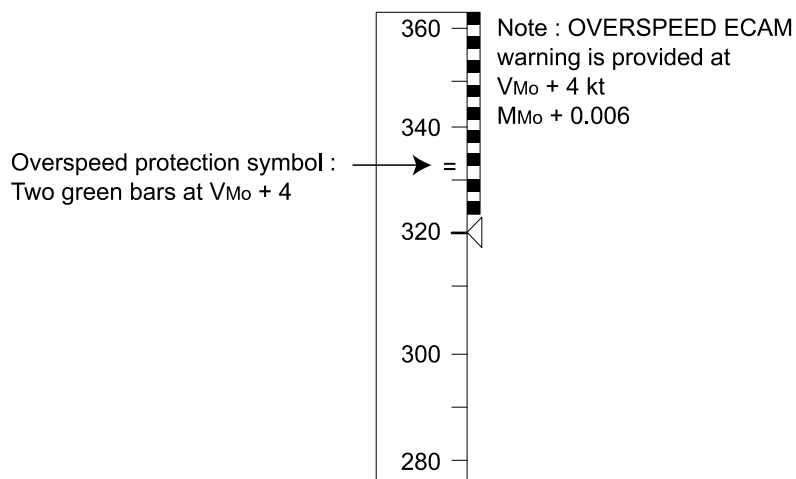 360
Note : OVERSPEED ECAM
warning is provided at
VMo + 4 kt
MMo + 0.006
340
Overspeed protection symbol :
=
Two green bars at VMo + 4
320
300
280